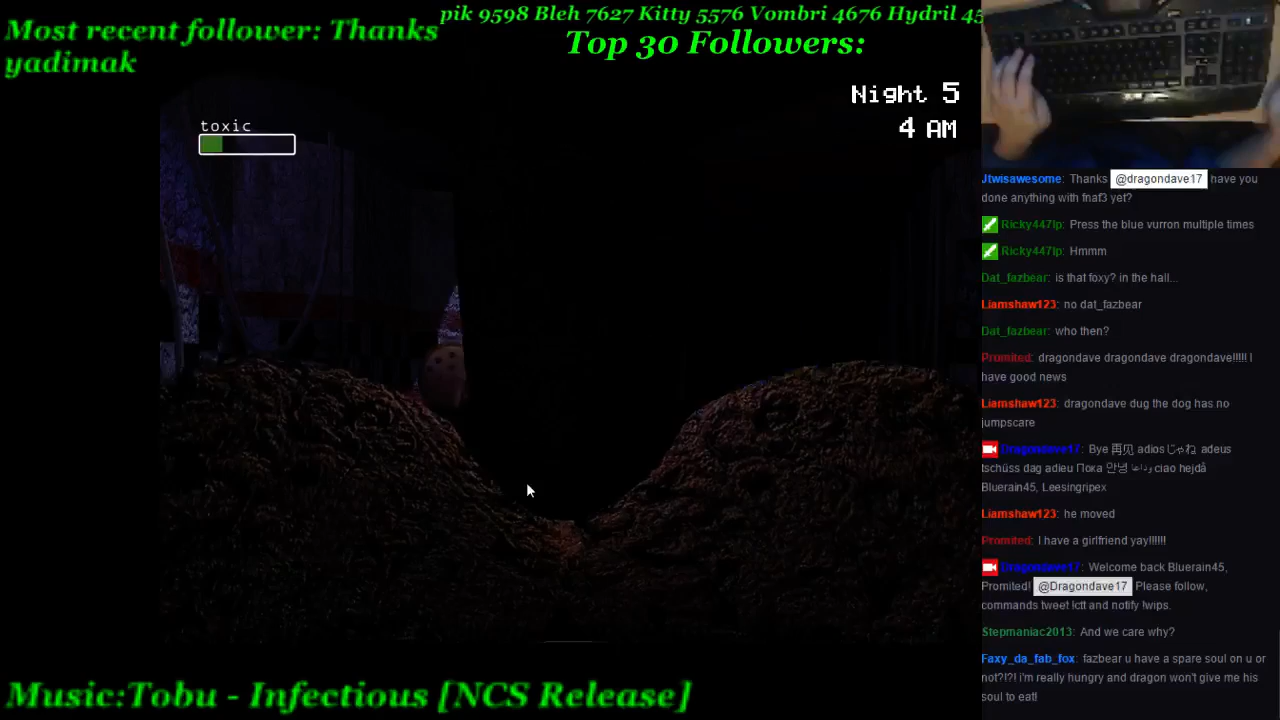 Most recent follower: Thanks
yadimak
pik 9598 Bleh 7627 Kitty 5576 Vombri 4676 Hydril 45
Top 30 Followers:
Night 5
4 AM
toxic
Jtwisawesome: Thanks @dragondave17 have you
done anything with fnaf3 yet?
Ricky447lp: Press the blue vurron multiple times
Ricky447lp: Hmmm
Dat_fazbear: is that foxy? in the hall...
Liamshaw123: no dat_fazbear
Dat_fazbear: who then?
Promited: dragondave dragondave dragondave!!!!! I
have good news
Liamshaw123: dragondave dug the dog has no
jumpscare
Dragondave17: Bye 再见 adios じゃね adeus
tschüss dag adieu Пока 안녕 وداعا ciao hejdå
Bluerain45, Leesingripex
Liamshaw123: he moved
Promited: I have a girlfriend yay!!!!!!
Dragondave17: Welcome back Bluerain45,
Promited! @Dragondave17 Please follow,
commands tweet !ctt and notify !wips.
Stepmaniac2013: And we care why?
Faxy_da_fab_fox: fazbear u have a spare soul on u or
not?!?! i'm really hungry and dragon won't give me his
soul to eat!
Music:Tobu - Infectious [NCS Release]